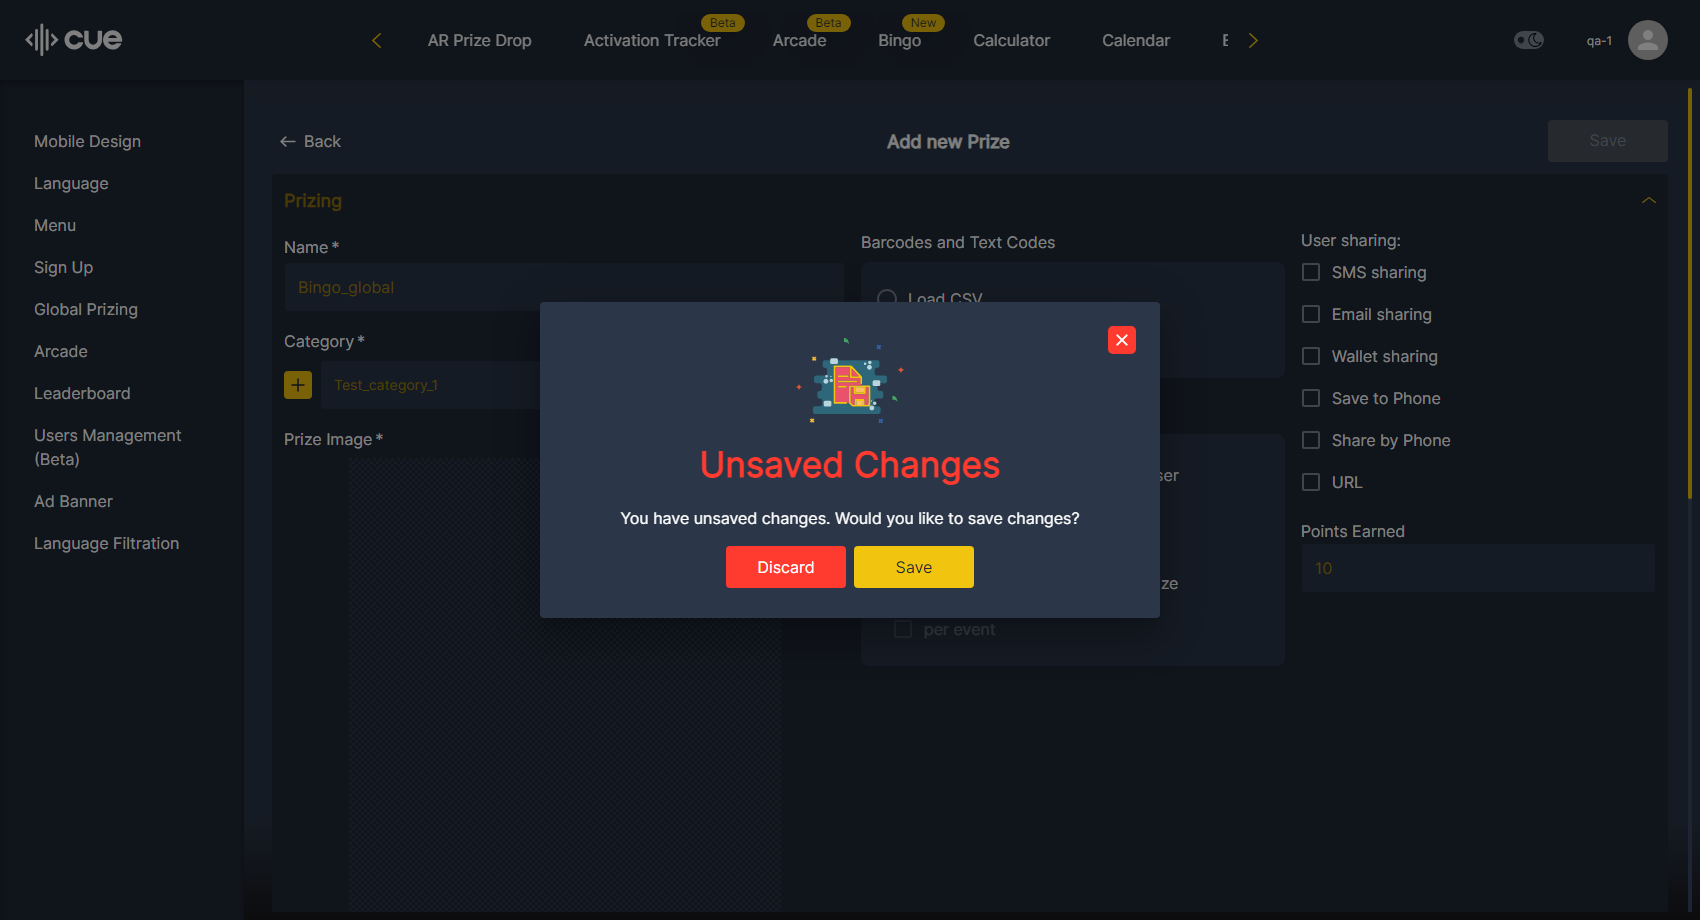 cue
AR Prize Drop
Activation Tracker
Beta
Arcade
Beta
Bingo
New
Calculator
Calendar
qa-1
Mobile Design
Language
Menu
Sign Up
Global Prizing
Arcade
Leaderboard
Users Management
(Beta)
Ad Banner
Language Filtration
Back
Add new Prize
Save
Prizing
Name *
Bingo_global
Category *
Test_category_1
Prize Image *
Barcodes and Text Codes
Load CSV
per event
User sharing:
SMS sharing
Email sharing
Wallet sharing
Save to Phone
Share by Phone
URL
Points Earned
10
Unsaved Changes
You have unsaved changes. Would you like to save changes?
Discard
Save